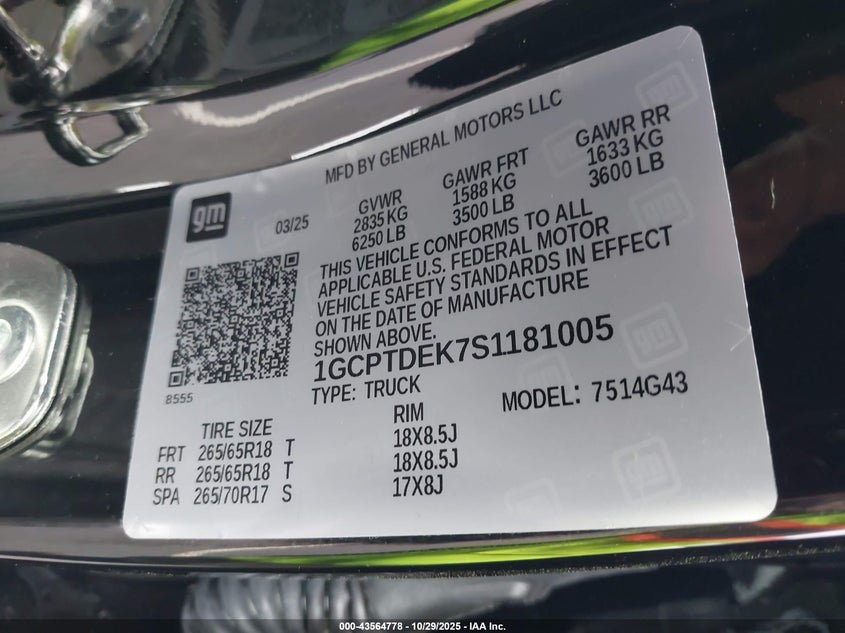 MFD BY GENERAL MOTORS LLC
gm 03/25 GVWR GAWR FRT GAWR RR
2835 KG 1588 KG 1633 KG
6250 LB 3500 LB 3600 LB
THIS VEHICLE CONFORMS TO ALL
APPLICABLE U.S. FEDERAL MOTOR
VEHICLE SAFETY STANDARDS IN EFFECT
ON THE DATE OF MANUFACTURE
SHOWN ABOVE.
1GCPTDEK7S1181005
8555 TYPE: TRUCK MODEL: 7514G43
TIRE SIZE RIM
FRT 265/65R18 T 18X8.5J
RR 265/65R18 T 18X8.5J
SPA 265/70R17 S 17X8J
000-43564778 - 10/29/2025 - IAA Inc.